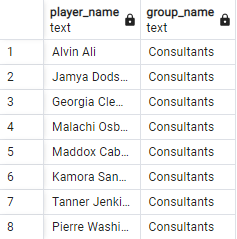 player_name group_name
text text
1 Alvin Ali Consultants
2 Jamya Dods... Consultants
3 Georgia Cle... Consultants
4 Malachi Osb... Consultants
5 Maddox Cab... Consultants
6 Kamora San... Consultants
7 Tanner Jenki... Consultants
8 Pierre Washi... Consultants